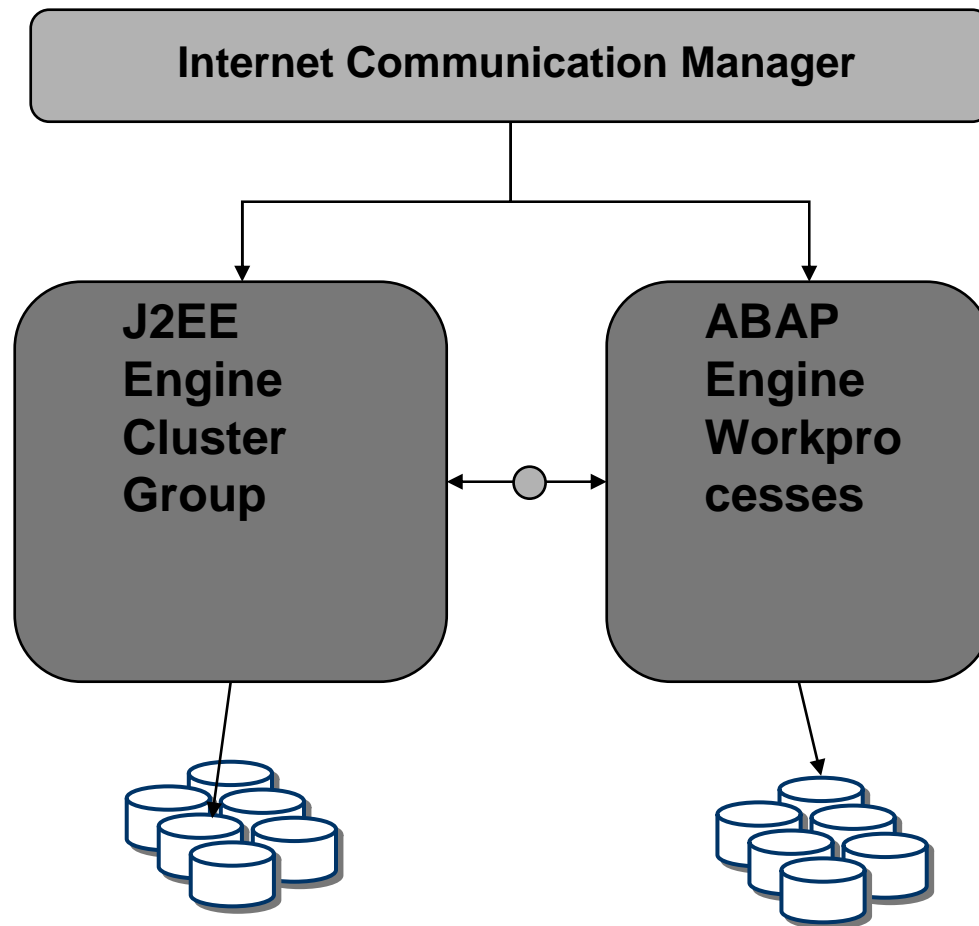 Internet Communication Manager
J2EE
Engine
Cluster
Group
ABAP
Engine
Workpro
cesses